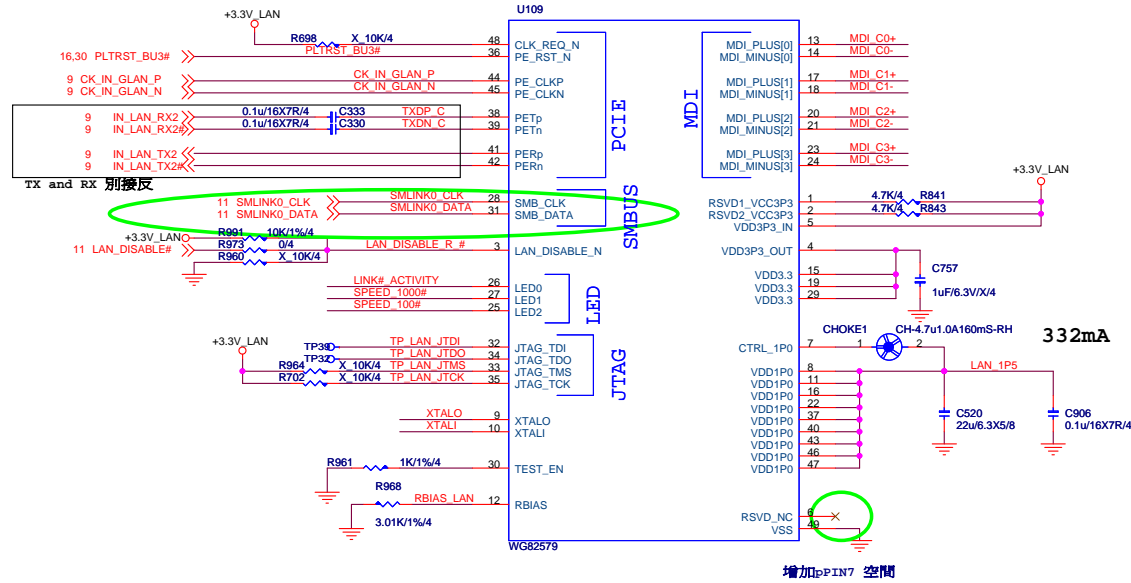 U109
+3.3V_LAN
R698 X_10K/4
16,30 PLTRST_BU3# PLTRST_BU3#
48 CLK_REQ_N
36 PE_RST_N
9 CK_IN_GLAN_P CK_IN_GLAN_P 44 PE_CLKP
9 CK_IN_GLAN_N CK_IN_GLAN_N 45 PE_CLKN
9 IN_LAN_RX2 0.1u/16X7R/4 C333 TXDP_C 38 PETp
9 IN_LAN_RX2# 0.1u/16X7R/4 C330 TXDN_C 39 PETn
9 IN_LAN_TX2 41 PERp
9 IN_LAN_TX2# 42 PERn
TX and RX 別接反
PCIE
11 SMLINK0_CLK SMLINK0_CLK 28 SMB_CLK
11 SMLINK0_DATA SMLINK0_DATA 31 SMB_DATA
SMBUS
+3.3V_LAN R991 10K/1%/4
11 LAN_DISABLE# R973 0/4 LAN_DISABLE_R_# 3 LAN_DISABLE_N
R960 X_10K/4
LINK#_ACTIVITY 26 LED0
SPEED_1000# 27 LED1
SPEED_100# 25 LED2
LED
TP39 TP_LAN_JTDI 32 JTAG_TDI
+3.3V_LAN TP32 TP_LAN_JTDO 34 JTAG_TDO
R964 X_10K/4 TP_LAN_JTMS 33 JTAG_TMS
R702 X_10K/4 TP_LAN_JTCK 35 JTAG_TCK
JTAG
XTALO 9 XTALO
XTALI 10 XTALI
R961 1K/1%/4 30 TEST_EN
R968 3.01K/1%/4 RBIAS_LAN 12 RBIAS
WG82579
MDI
MDI_PLUS[0] 13 MDI_C0+
MDI_MINUS[0] 14 MDI_C0-
MDI_PLUS[1] 17 MDI_C1+
MDI_MINUS[1] 18 MDI_C1-
MDI_PLUS[2] 20 MDI_C2+
MDI_MINUS[2] 21 MDI_C2-
MDI_PLUS[3] 23 MDI_C3+
MDI_MINUS[3] 24 MDI_C3-
+3.3V_LAN
RSVD1_VCC3P3 1 4.7K/4 R841
RSVD2_VCC3P3 2 4.7K/4 R843
VDD3P3_IN 5
VDD3P3_OUT 4
C757
1uF/6.3V/X/4
VDD3.3 15
VDD3.3 19
VDD3.3 29
CHOKE1 CH-4.7u1.0A160mS-RH
332mA
CTRL_1P0 7 1 2
VDD1P0 8 LAN_1P5
VDD1P0 11
VDD1P0 16
VDD1P0 22
VDD1P0 37
VDD1P0 40
VDD1P0 43
VDD1P0 46
VDD1P0 47
C520
22u/6.3X5/8
C906
0.1u/16X7R/4
RSVD_NC 6
VSS 49
增加pPIN7 空間